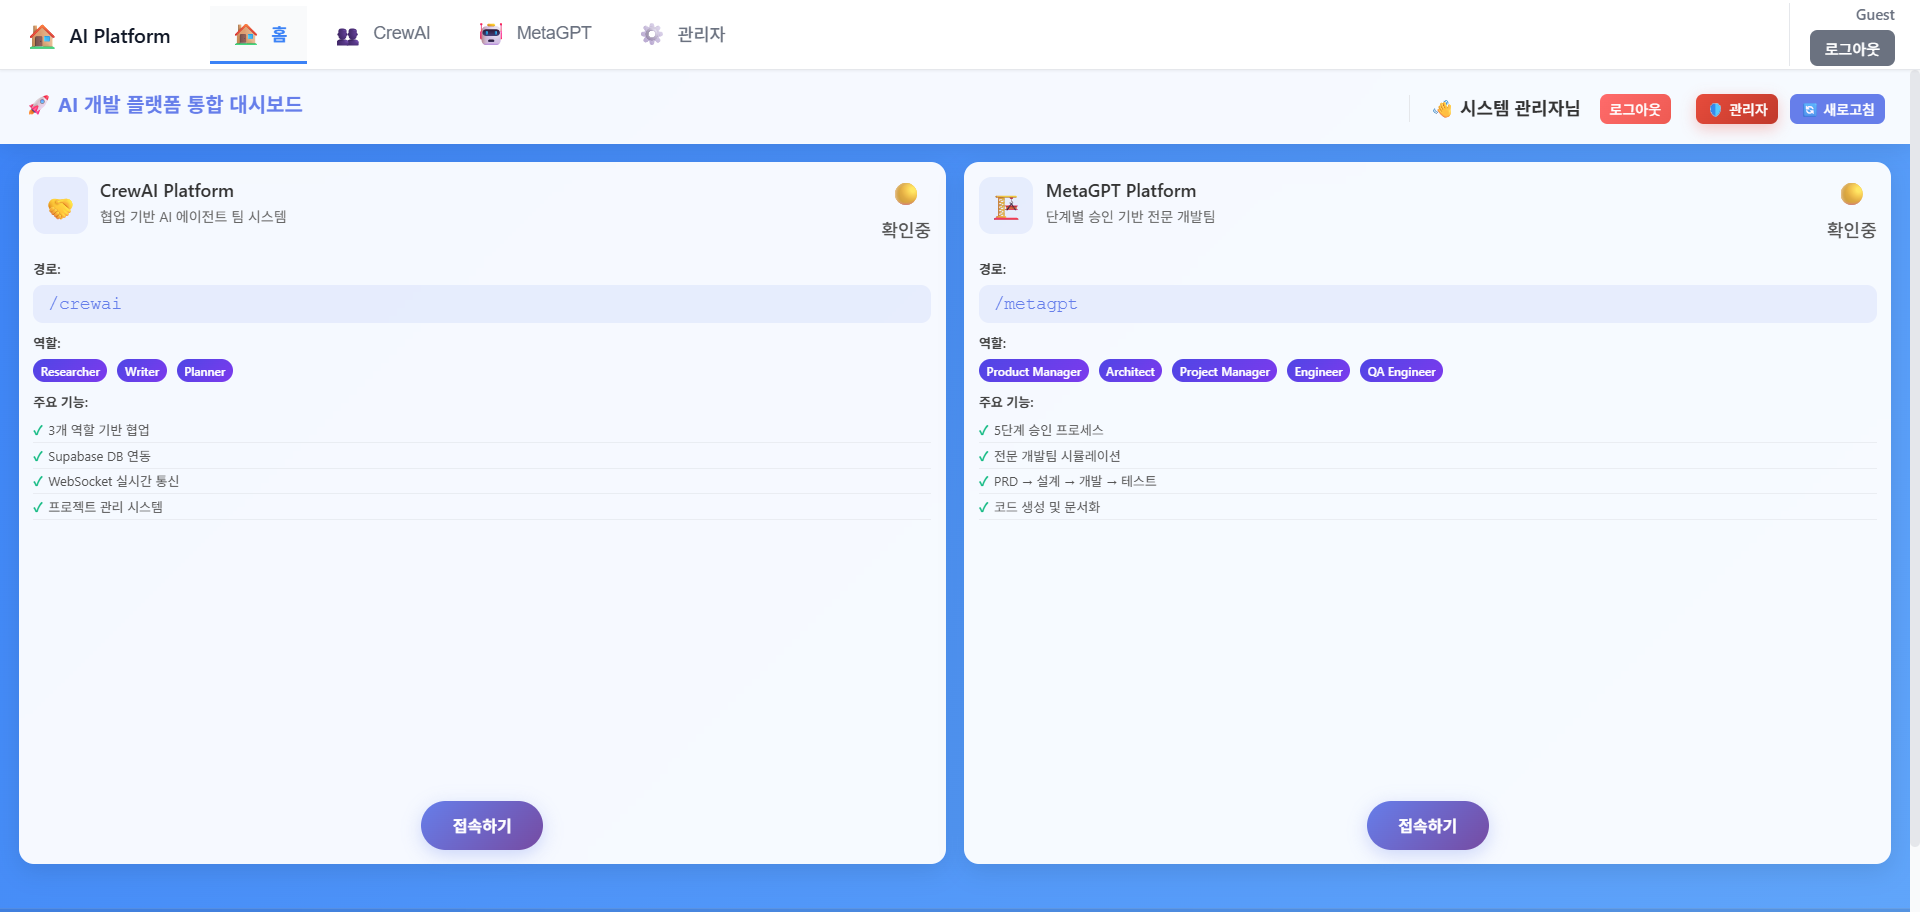 AI Platform
홈
CrewAI
MetaGPT
관리자
Guest
로그아웃
AI 개발 플랫폼 통합 대시보드
시스템 관리자님
로그아웃
관리자
새로고침
CrewAI Platform
협업 기반 AI 에이전트 팀 시스템
확인중
경로:
/crewai
역할:
Researcher Writer Planner
주요 기능:
✓ 3개 역할 기반 협업
✓ Supabase DB 연동
✓ WebSocket 실시간 통신
✓ 프로젝트 관리 시스템
접속하기
MetaGPT Platform
단계별 승인 기반 전문 개발팀
확인중
경로:
/metagpt
역할:
Product Manager Architect Project Manager Engineer QA Engineer
주요 기능:
✓ 5단계 승인 프로세스
✓ 전문 개발팀 시뮬레이션
✓ PRD → 설계 → 개발 → 테스트
✓ 코드 생성 및 문서화
접속하기